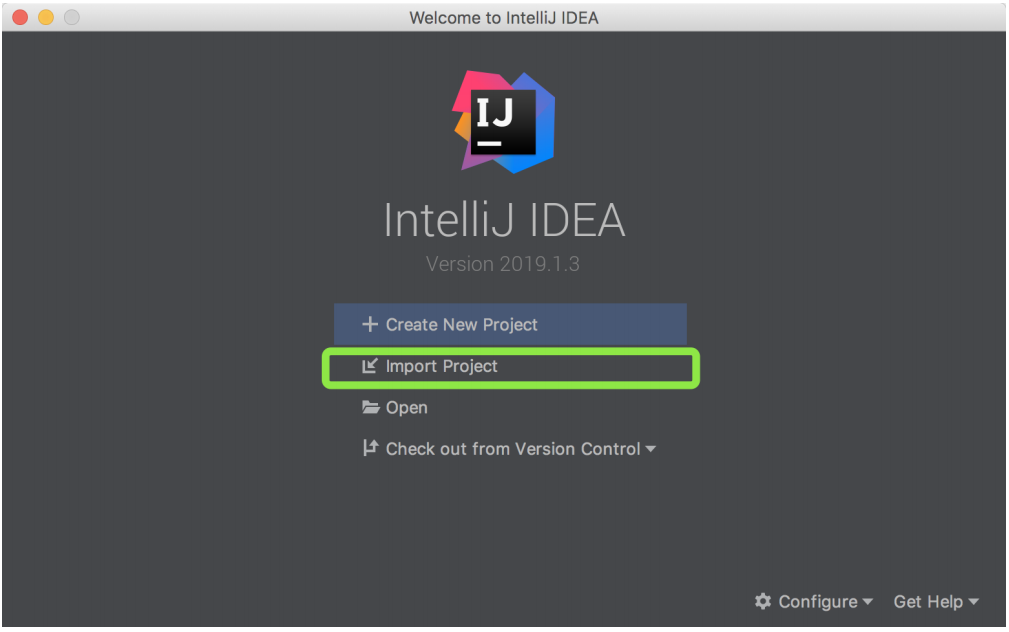 Welcome to IntelliJ IDEA
IJ
IntelliJ IDEA
Version 2019.1.3
Create New Project
Import Project
Open
Check out from Version Control
Configure Get Help